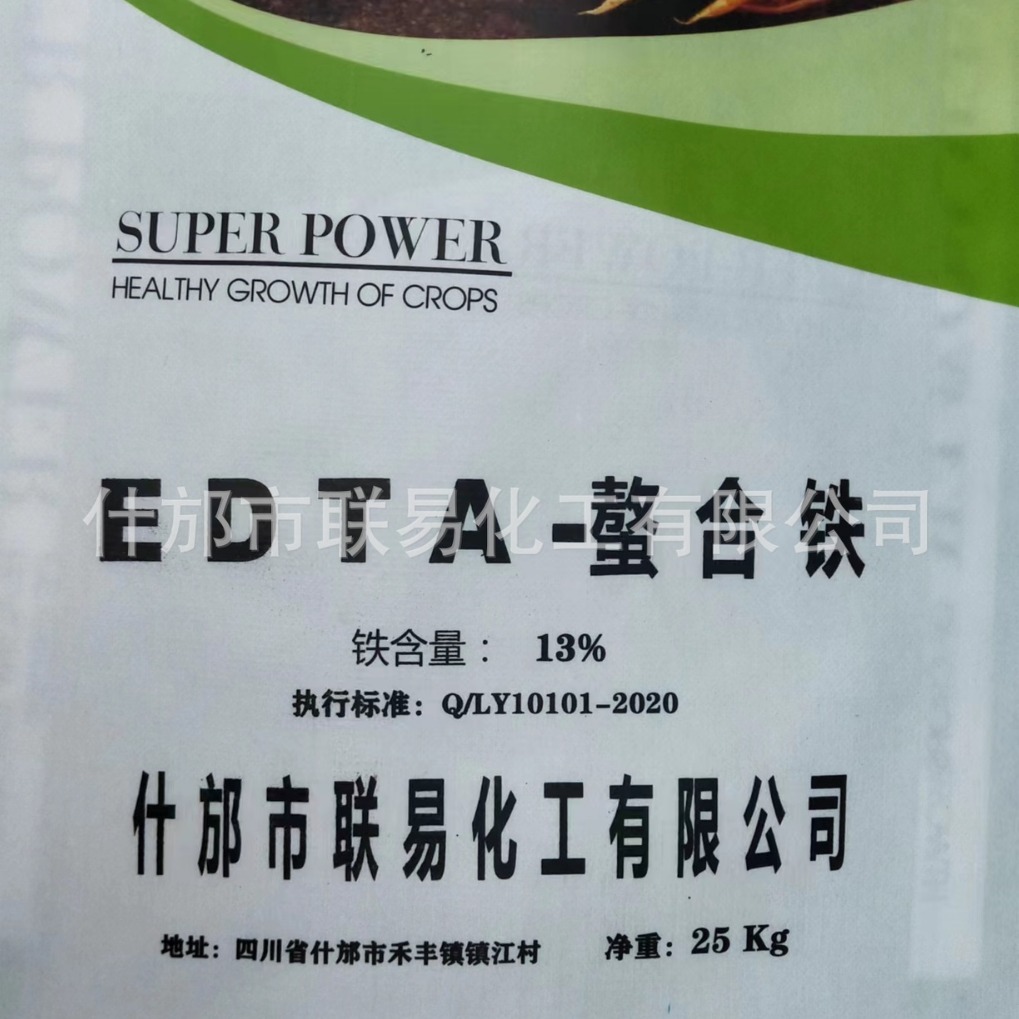 SUPER POWER
HEALTHY GROWTH OF CROPS
EDTA-螯合铁
什邡市联易化工有限公司
铁含量： 13%
执行标准：Q/LY10101-2020
什邡市联易化工有限公司
地址：四川省什邡市禾丰镇镇江村 净重：25 Kg